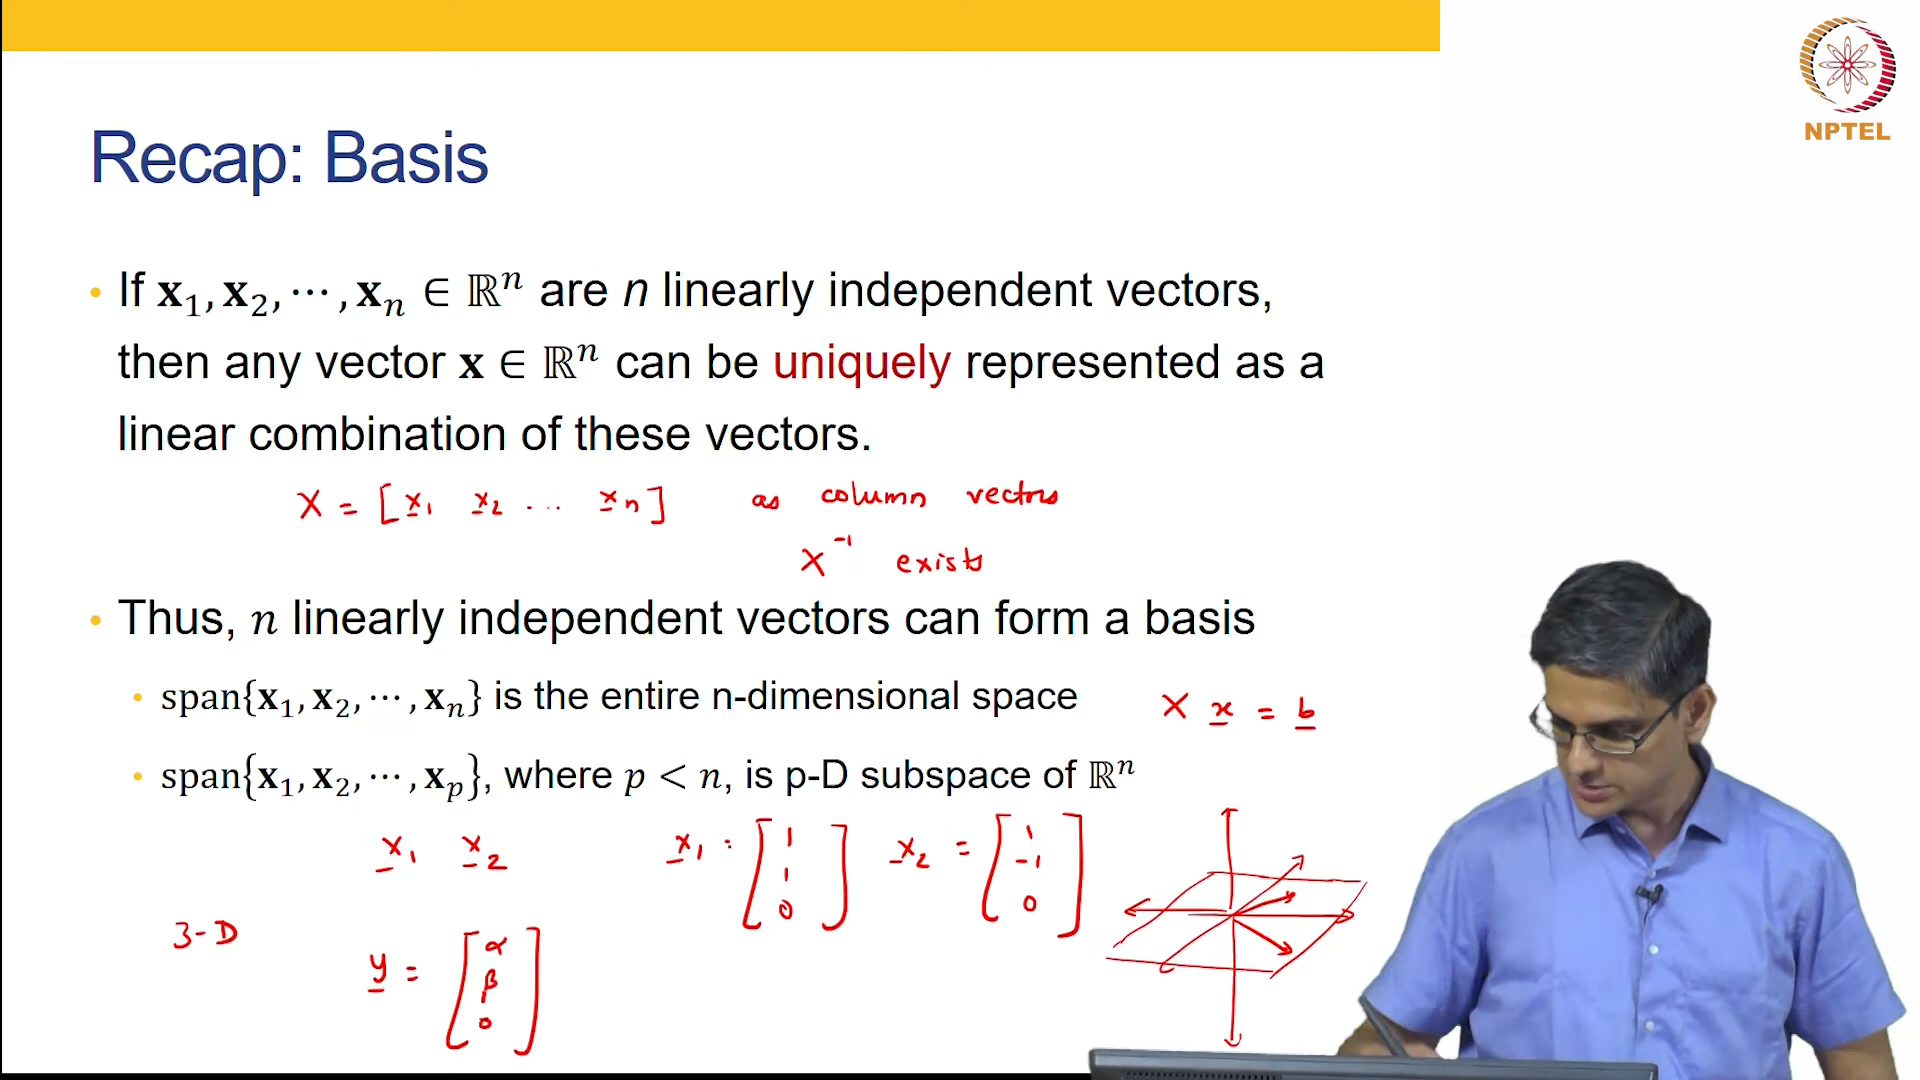 NPTEL
Recap: Basis
• If 𝐱₁, 𝐱₂, ⋯, 𝐱ₙ ∈ ℝⁿ are n linearly independent vectors,
then any vector 𝐱 ∈ ℝⁿ can be uniquely represented as a
linear combination of these vectors.
X = [x₁ x₂ ... xₙ] as column vectors
X⁻¹ exists
• Thus, n linearly independent vectors can form a basis
• span{𝐱₁, 𝐱₂, ⋯, 𝐱ₙ} is the entire n-dimensional space
X x = b
• span{𝐱₁, 𝐱₂, ⋯, 𝐱ₚ}, where p < n, is p-D subspace of ℝⁿ
x₁ x₂ x₁ = [1 1 0] x₂ = [1 -1 0]
3-D
y = [α β 0]